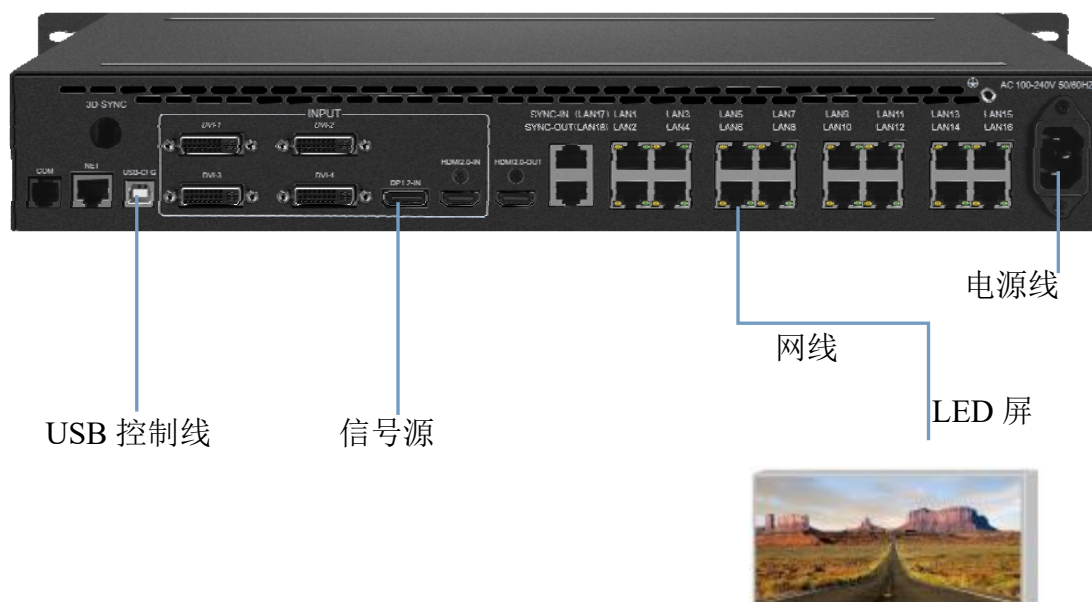 AC 100-240V 50/60HZ
3D-SYNC
INPUT
SYNC-IN (LAN17) LAN1 LAN3 LAN5 LAN7 LAN9 LAN11 LAN13 LAN15
SYNC-OUT(LAN18) LAN2 LAN4 LAN6 LAN8 LAN10 LAN12 LAN14 LAN16
DVI-1 DVI-2
COM NET USB-CFG HDMI2.0-IN HDMI2.0-OUT
DVI-3 DVI-4 DP1.2-IN
电源线
网线
LED 屏
USB 控制线 信号源